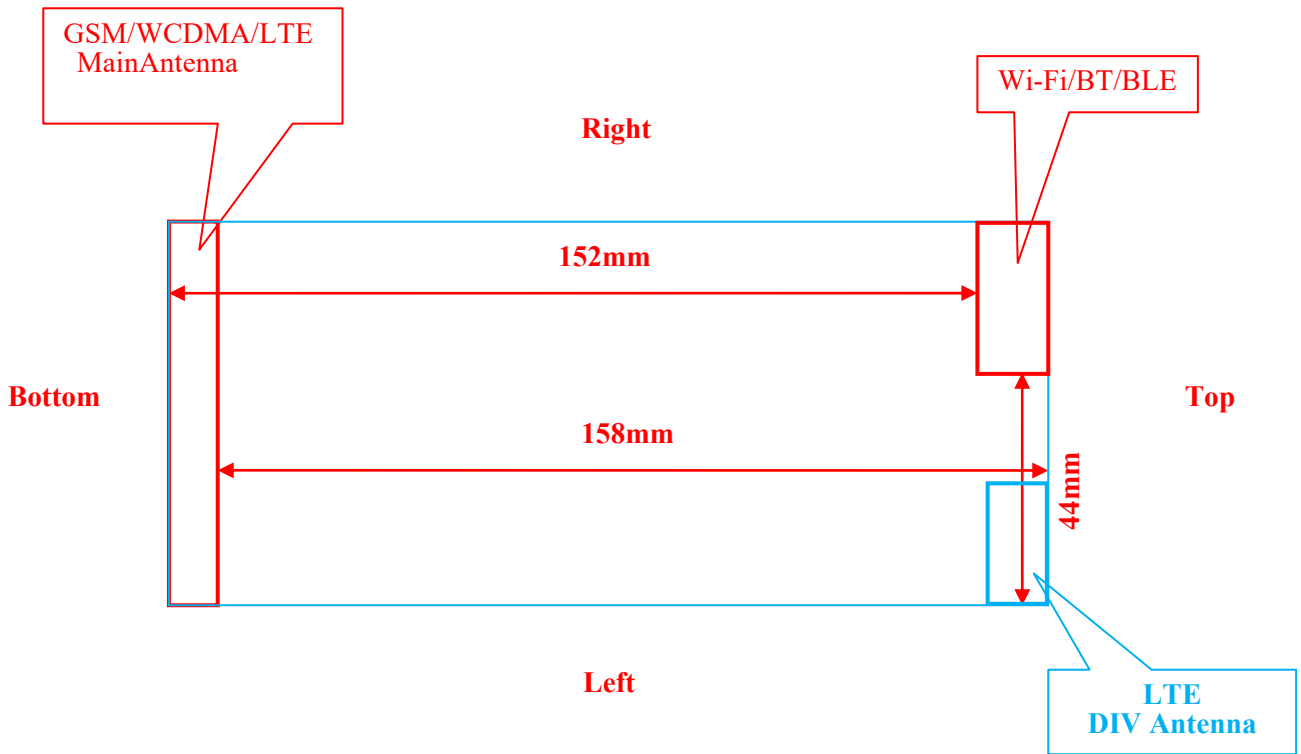 GSM/WCDMA/LTE
MainAntenna
Wi-Fi/BT/BLE
Right
152mm
Bottom
Top
158mm
44mm
Left
LTE
DIV Antenna